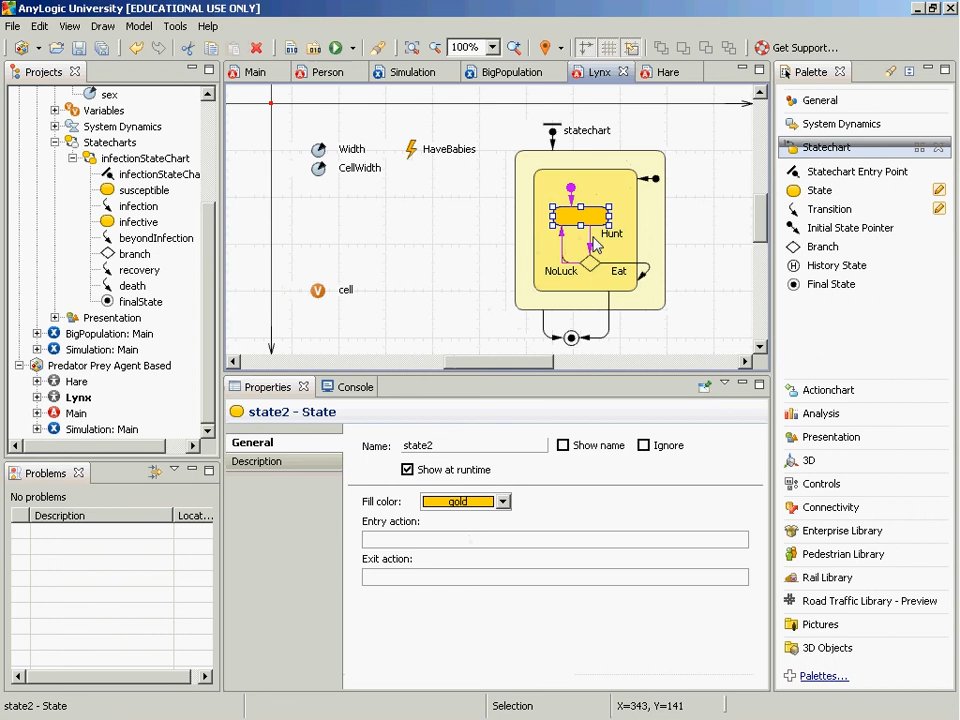 AnyLogic University [EDUCATIONAL USE ONLY]
File Edit View Draw Model Tools Help
100% Get Support...
Projects
Main Person Simulation BigPopulation Lynx Hare
Palette
sex
Variables
System Dynamics
Statecharts
infectionStateChart
infectionStateCha
susceptible
infection
infective
beyondInfection
branch
recovery
death
finalState
Presentation
BigPopulation: Main
Simulation: Main
Predator Prey Agent Based
Hare
Lynx
Main
Simulation: Main
Problems
No problems
Description Locat...
Width
CellWidth
HaveBabies
cell
statechart
Hunt
NoLuck Eat
Properties Console
state2 - State
General
Description
Name: state2 Show name Ignore
Show at runtime
Fill color: gold
Entry action:
Exit action:
General
System Dynamics
Statechart
Statechart Entry Point
State
Transition
Initial State Pointer
Branch
History State
Final State
Actionchart
Analysis
Presentation
3D
Controls
Connectivity
Enterprise Library
Pedestrian Library
Rail Library
Road Traffic Library - Preview
Pictures
3D Objects
Palettes...
state2 - State Selection X=343, Y=141